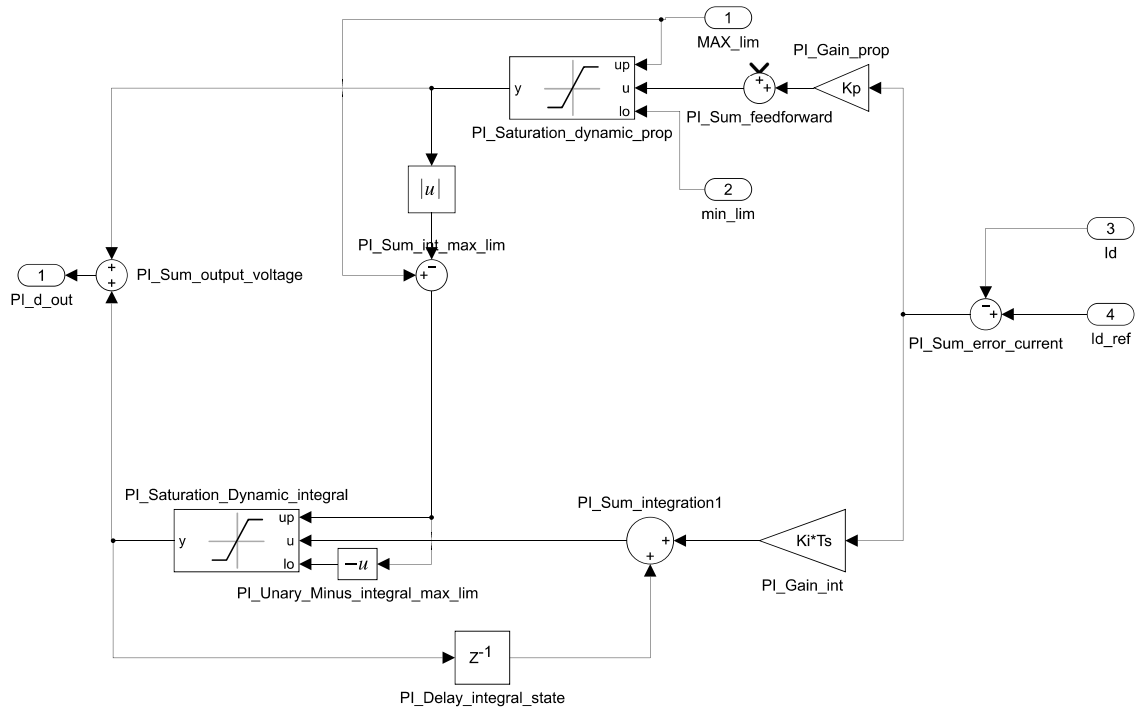 1
MAX_lim
PI_Gain_prop
up
u
lo
y
+
+
Kp
PI_Sum_feedforward
PI_Saturation_dynamic_prop
|u|
2
min_lim
3
Id
PI_Sum_int_max_lim
+
−
1
PI_d_out
+
+
PI_Sum_output_voltage
−
+
4
Id_ref
PI_Sum_error_current
PI_Saturation_Dynamic_integral
PI_Sum_integration1
up
u
lo
y
+
+
Ki*Ts
−u
PI_Gain_int
PI_Unary_Minus_integral_max_lim
Z-1
PI_Delay_integral_state